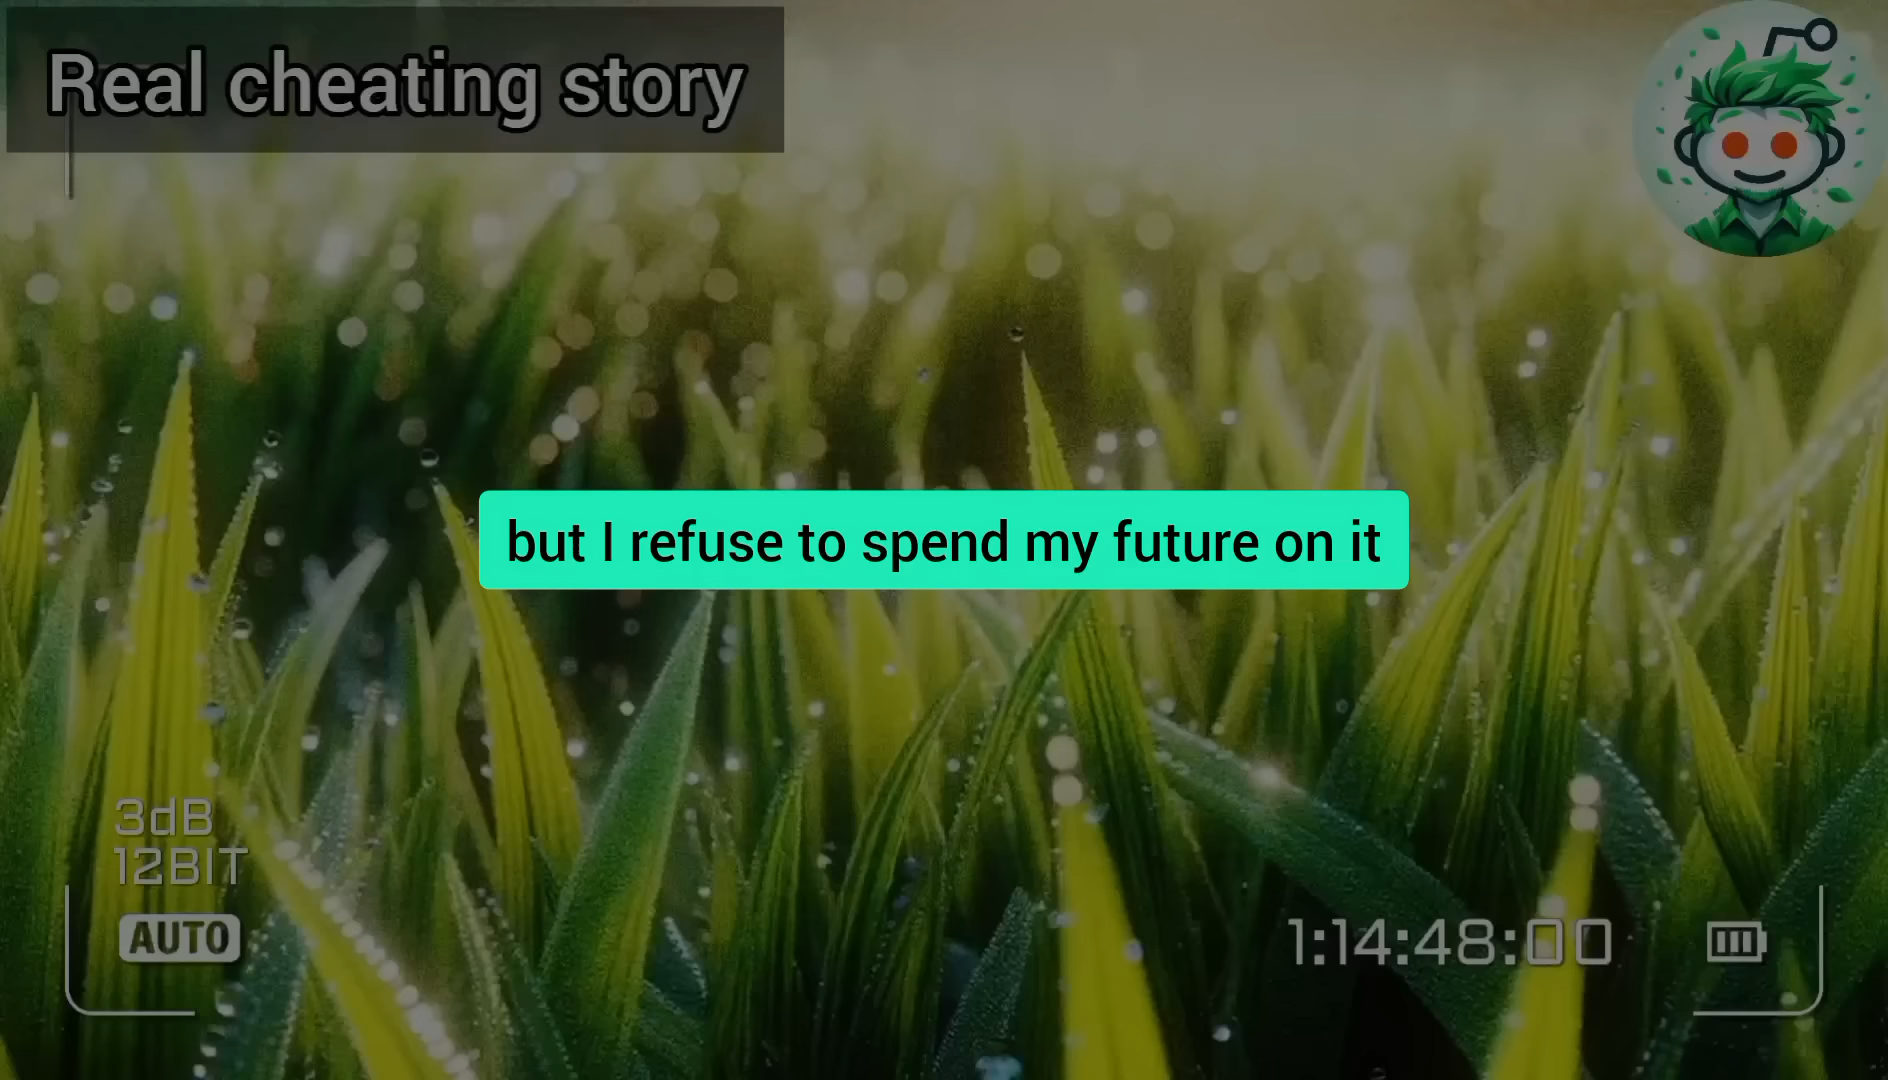 Real cheating story
but I refuse to spend my future on it
3dB
12BIT
AUTO
1:14:48:00